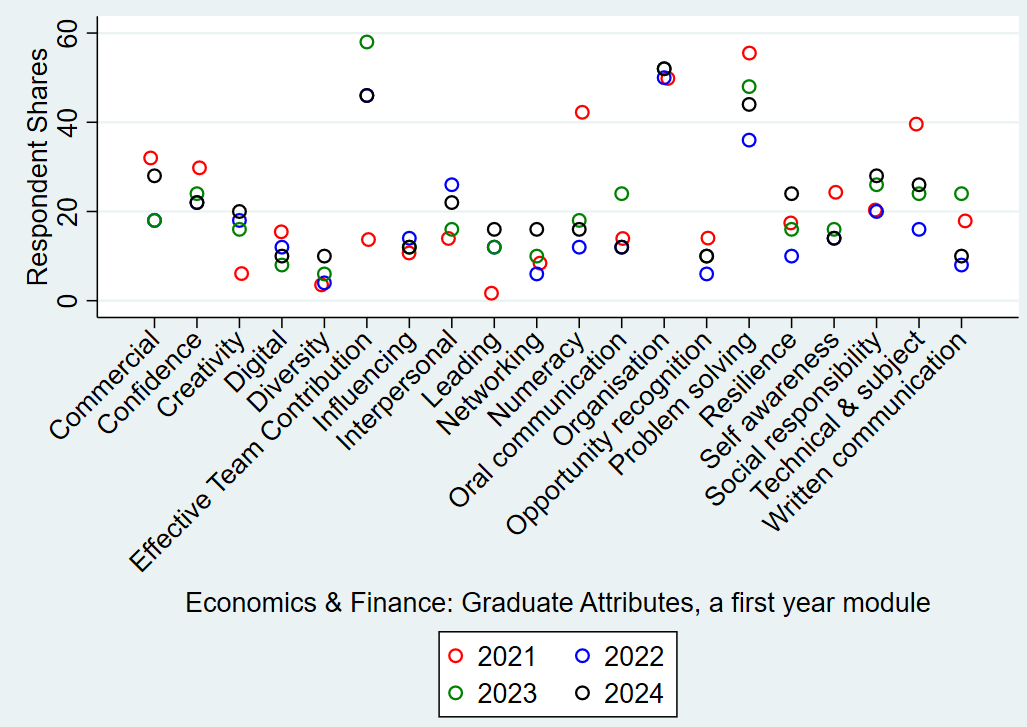 Respondent Shares
60
40
20
0
Commercial
Confidence
Creativity
Digital
Diversity
Effective Team Contribution
Influencing
Interpersonal
Leading
Networking
Numeracy
Oral communication
Organisation
Opportunity recognition
Problem solving
Resilience
Self awareness
Social responsibility
Technical & subject
Written communication
Economics & Finance: Graduate Attributes, a first year module
2021 2022
2023 2024